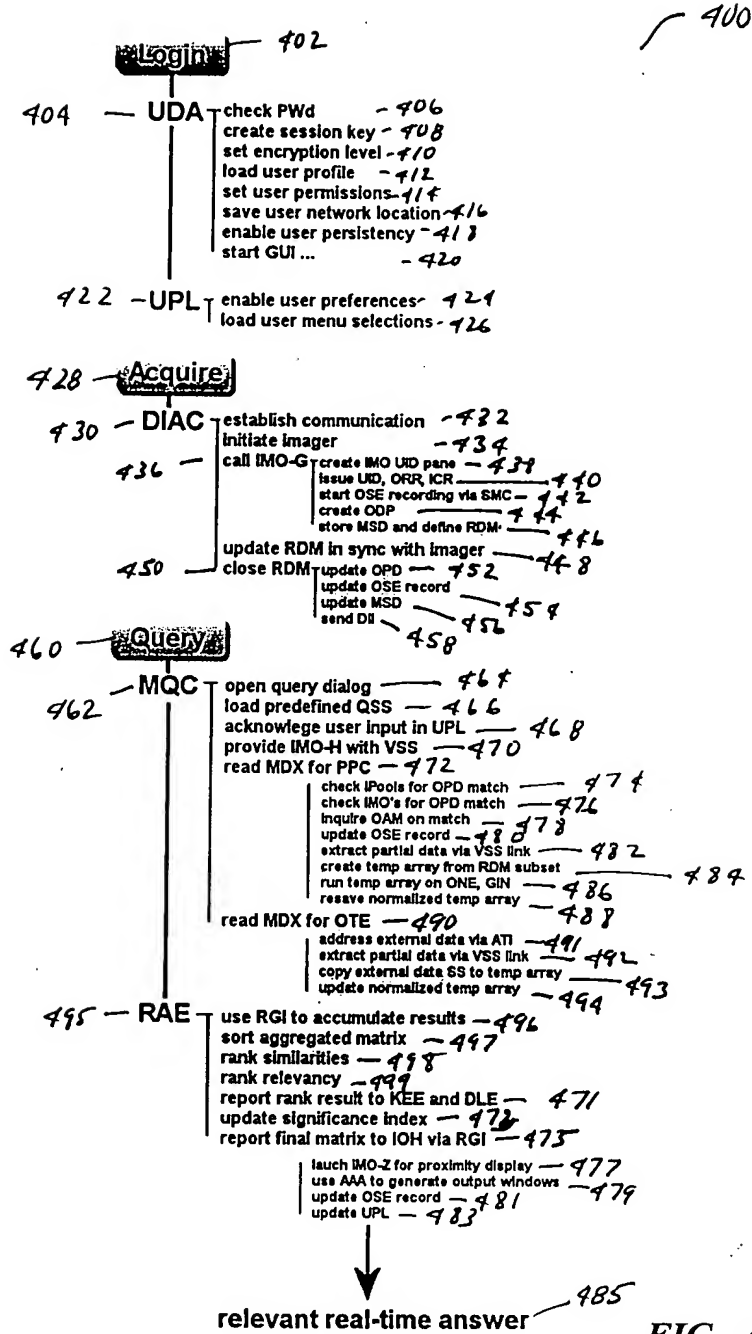 400
Login 402
404 UDA check PWd - 406
create session key - 408
set encryption level - 410
load user profile - 412
set user permissions - 414
save user network location - 416
enable user persistency - 418
start GUI ... - 420
422 - UPL enable user preferences - 424
load user menu selections - 426
428 Acquire
430 DIAC establish communication - 432
initiate imager - 434
436 call IMO-G create IMO UID pane - 438
issue UID, ORR, ICR 440
start OSE recording via SMC - 442
create ODP 444
store MSD and define RDM 446
update RDM in sync with imager 448
450 close RDM update OPD - 452
update OSE record 454
update MSD 456
send DII 458
460 Query
462 MQC open query dialog 464
load predefined QSS - 466
acknowlege user input in UPL 468
provide IMO-H with VSS 470
read MDX for PPC - 472
check IPools for OPD match 474
check IMO's for OPD match 476
inquire OAM on match 478
update OSE record - 480
extract partial data via VSS link 482
create temp array from RDM subset 484
run temp array on ONE, GIN 486
resave normalized temp array 488
read MDX for OTE - 490
address external data via ATI 491
extract partial data via VSS link 492
copy external data SS to temp array 493
update normalized temp array 494
495 RAE use RGI to accumulate results - 496
sort aggregated matrix - 497
rank similarities - 498
rank relevancy - 499
report rank result to KEE and DLE 471
update significance index
report final matrix to IOH via RGI - 475
lauch IMO-Z for proximity display - 477
use AAA to generate output windows 479
update OSE record - 481
update UPL - 483
relevant real-time answer 485
FIG.